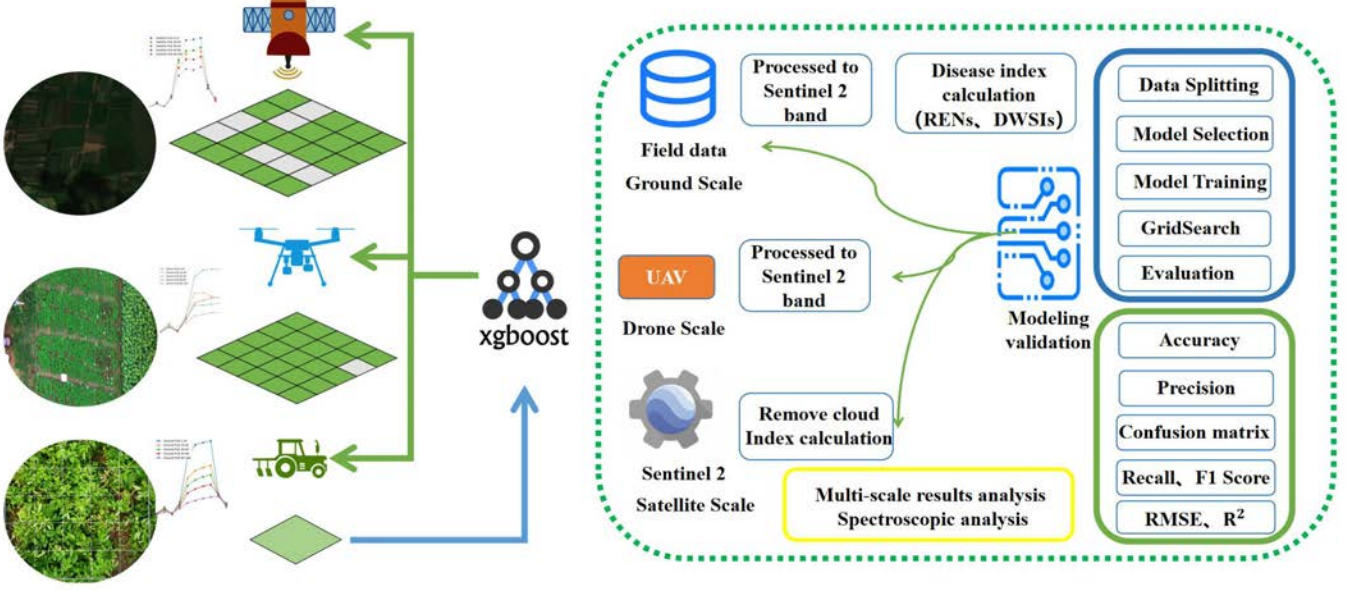 xgboost
Field data
Ground Scale
Processed to
Sentinel 2
band
Disease index
calculation
(RENs、DWSIs)
UAV
Drone Scale
Processed to
Sentinel 2
band
Sentinel 2
Satellite Scale
Remove cloud
Index calculation
Multi-scale results analysis
Spectroscopic analysis
Modeling
validation
Data Splitting
Model Selection
Model Training
GridSearch
Evaluation
Accuracy
Precision
Confusion matrix
Recall、F1 Score
RMSE、R²